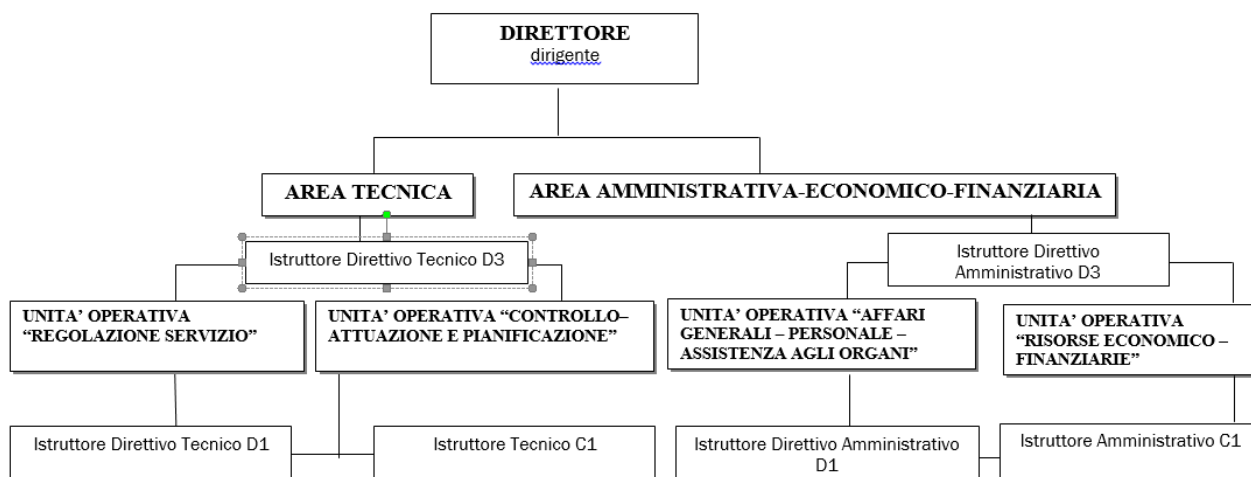 DIRETTORE
dirigente
AREA TECNICA
AREA AMMINISTRATIVA-ECONOMICO-FINANZIARIA
Istruttore Direttivo Tecnico D3
Istruttore Direttivo
Amministrativo D3
UNITA’ OPERATIVA
“REGOLAZIONE SERVIZIO”
UNITA’ OPERATIVA “CONTROLLO–
ATTUAZIONE E PIANIFICAZIONE”
UNITA’ OPERATIVA “AFFARI
GENERALI – PERSONALE –
ASSISTENZA AGLI ORGANI”
UNITA’ OPERATIVA
“RISORSE ECONOMICO –
FINANZIARIE”
Istruttore Direttivo Tecnico D1
Istruttore Tecnico C1
Istruttore Direttivo Amministrativo
D1
Istruttore Amministrativo C1